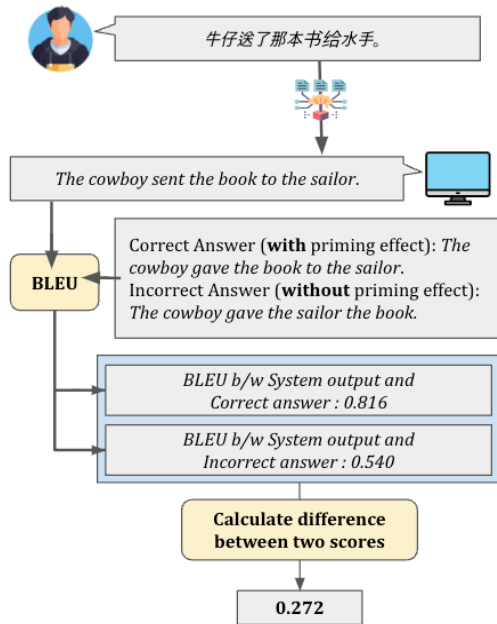 牛仔送了那本书给水手。
The cowboy sent the book to the sailor.
BLEU
Correct Answer (with priming effect): The
cowboy gave the book to the sailor.
Incorrect Answer (without priming effect):
The cowboy gave the sailor the book.
BLEU b/w System output and
Correct answer : 0.816
BLEU b/w System output and
Incorrect answer : 0.540
Calculate difference
between two scores
0.272